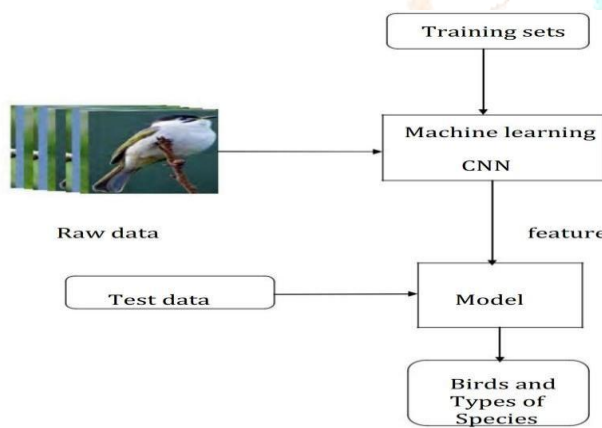 Training sets
Machine learning
CNN
Raw data
feature
Test data
Model
Birds and
Types of
Species